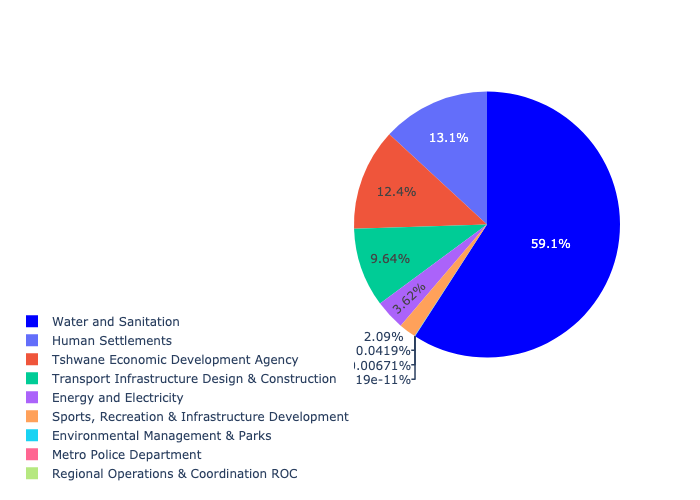 13.1%
12.4%
59.1%
9.64%
3.62%
2.09%
0.0419%
0.00671%
19e-11%
Water and Sanitation
Human Settlements
Tshwane Economic Development Agency
Transport Infrastructure Design & Construction
Energy and Electricity
Sports, Recreation & Infrastructure Development
Environmental Management & Parks
Metro Police Department
Regional Operations & Coordination ROC